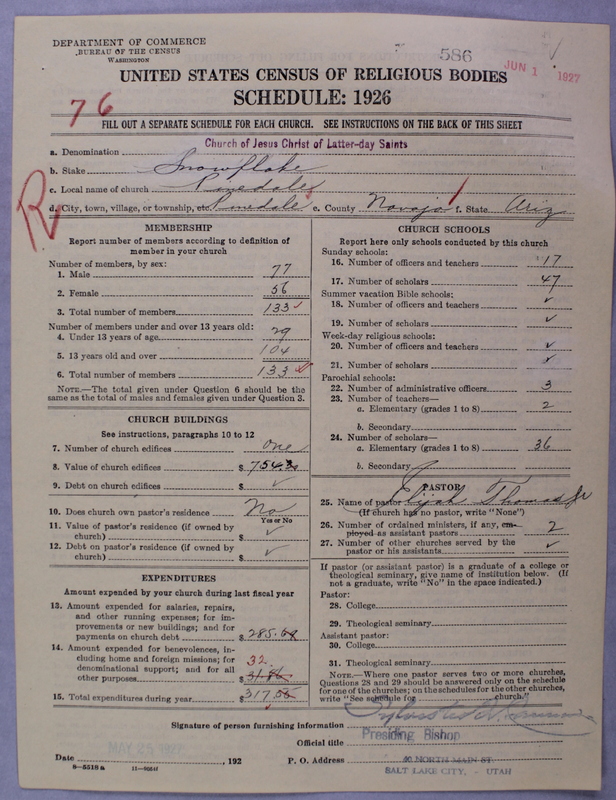 DEPARTMENT OF COMMERCE
BUREAU OF THE CENSUS
WASHINGTON
586
JUN 1 1927
UNITED STATES CENSUS OF RELIGIOUS BODIES
SCHEDULE: 1926
76
FILL OUT A SEPARATE SCHEDULE FOR EACH CHURCH. SEE INSTRUCTIONS ON THE BACK OF THIS SHEET
a. Denomination Church of Jesus Christ of Latter-day Saints
b. Stake Snowflake
c. Local name of church Pinedale
d. City, town, village, or township, etc. Pinedale e. County Navajo f. State Ariz
R
MEMBERSHIP
Report number of members according to definition of
member in your church
Number of members, by sex:
1. Male 77
2. Female 56
3. Total number of members 133 ✓
Number of members under and over 13 years old:
4. Under 13 years of age 29
5. 13 years old and over 104
6. Total number of members 133 ✓
NOTE.—The total given under Question 6 should be the
same as the total of males and females given under Question 3.
CHURCH BUILDINGS
See instructions, paragraphs 10 to 12
7. Number of church edifices One
8. Value of church edifices $
9. Debt on church edifices $ ✓
10. Does church own pastor's residence? No
Yes or No
11. Value of pastor's residence (if owned by
church) $ ✓
12. Debt on pastor's residence (if owned by
church) $ ✓
EXPENDITURES
Amount expended by your church during last fiscal year
13. Amount expended for salaries, repairs,
and other running expenses; for im-
provements or new buildings; and for
payments on church debt $ 285.
14. Amount expended for benevolences, in-
cluding home and foreign missions; for
denominational support; and for all
other purposes 32. $ 31.
15. Total expenditures during year $ 317.
CHURCH SCHOOLS
Report here only schools conducted by this church
Sunday schools:
16. Number of officers and teachers 17
17. Number of scholars 47
Summer vacation Bible schools:
18. Number of officers and teachers ✓
19. Number of scholars ✓
Week-day religious schools:
20. Number of officers and teachers ✓
21. Number of scholars ✓
Parochial schools:
22. Number of administrative officers 3
23. Number of teachers—
a. Elementary (grades 1 to 8) 2
b. Secondary
24. Number of scholars—
a. Elementary (grades 1 to 8) 36
b. Secondary
PASTOR
25. Name of pastor Elijah Thomas Jr
(If church has no pastor, write "None")
26. Number of ordained ministers, if any, em-
ployed as assistant pastors 2
27. Number of other churches served by the
pastor or his assistants ✓
If pastor (or assistant pastor) is a graduate of a college or
theological seminary, give name of institution below. (If
not a graduate, write "No" in the space indicated.)
Pastor:
28. College
29. Theological seminary
Assistant pastor:
30. College
31. Theological seminary
NOTE.—Where one pastor serves two or more churches,
Questions 28 and 29 should be answered only on the schedule
for one of the churches; on the schedules for the other churches,
write "See schedule for church."
Signature of person furnishing information
Official title Presiding Bishop
MAY 25 1927
Date , 192 P. O. Address 40 NORTH MAIN ST.
SALT LAKE CITY, - UTAH
8—5518a